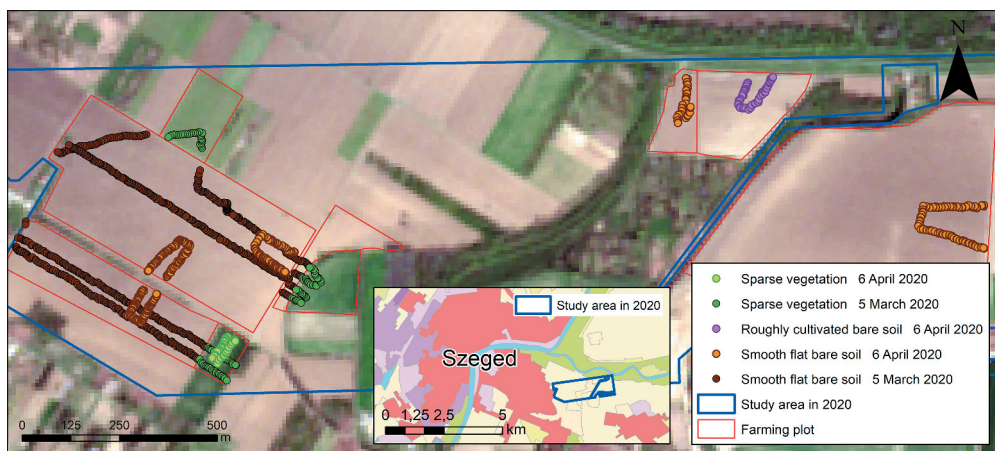 N
Study area in 2020
Szeged
0 1,25 2,5 5
km
Sparse vegetation 6 April 2020
Sparse vegetation 5 March 2020
Roughly cultivated bare soil 6 April 2020
Smooth flat bare soil 6 April 2020
Smooth flat bare soil 5 March 2020
Study area in 2020
Farming plot
0 125 250 500
m